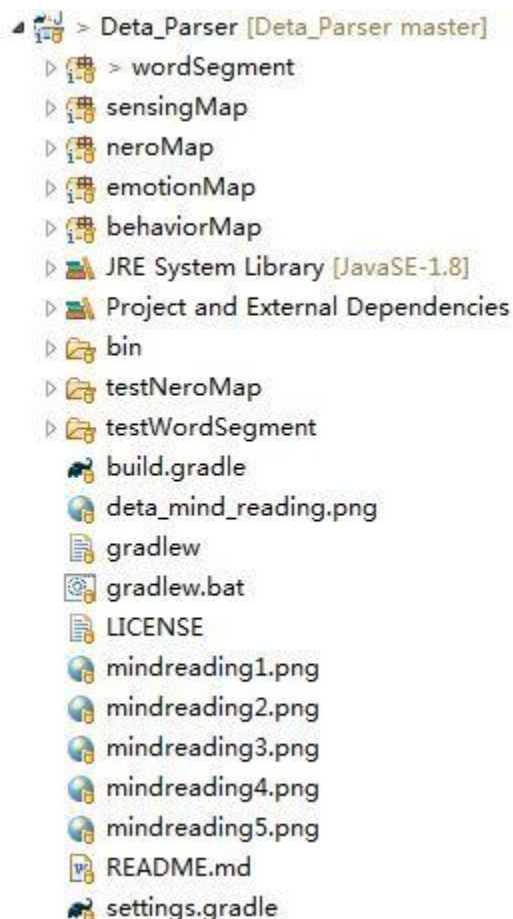 > Deta_Parser [Deta_Parser master]
> wordSegment
sensingMap
neroMap
emotionMap
behaviorMap
JRE System Library [JavaSE-1.8]
Project and External Dependencies
bin
testNeroMap
testWordSegment
build.gradle
deta_mind_reading.png
gradlew
gradlew.bat
LICENSE
mindreading1.png
mindreading2.png
mindreading3.png
mindreading4.png
mindreading5.png
README.md
settings.gradle